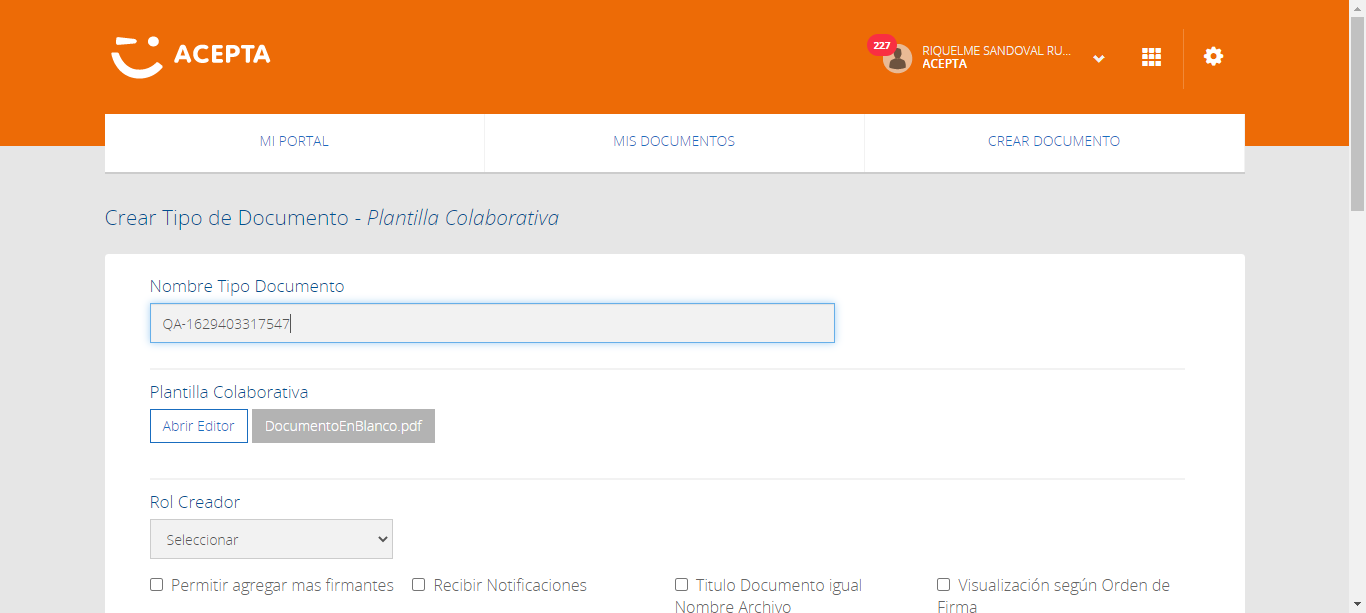 ACEPTA
227
RIQUELME SANDOVAL RU...
ACEPTA
MI PORTAL
MIS DOCUMENTOS
CREAR DOCUMENTO
Crear Tipo de Documento - Plantilla Colaborativa
Nombre Tipo Documento
QA-1629403317547
Plantilla Colaborativa
Abrir Editor
DocumentoEnBlanco.pdf
Rol Creador
Seleccionar
Permitir agregar mas firmantes
Recibir Notificaciones
Titulo Documento igual
Nombre Archivo
Visualización según Orden de
Firma